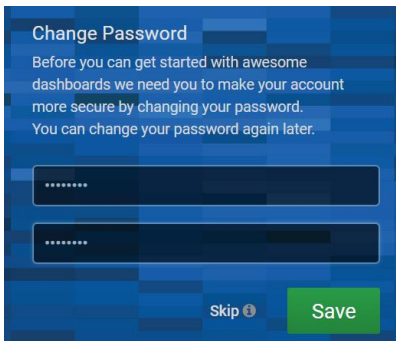 Change Password
Before you can get started with awesome
dashboards we need you to make your account
more secure by changing your password.
You can change your password again later.
••••••••
••••••••
Skip
Save